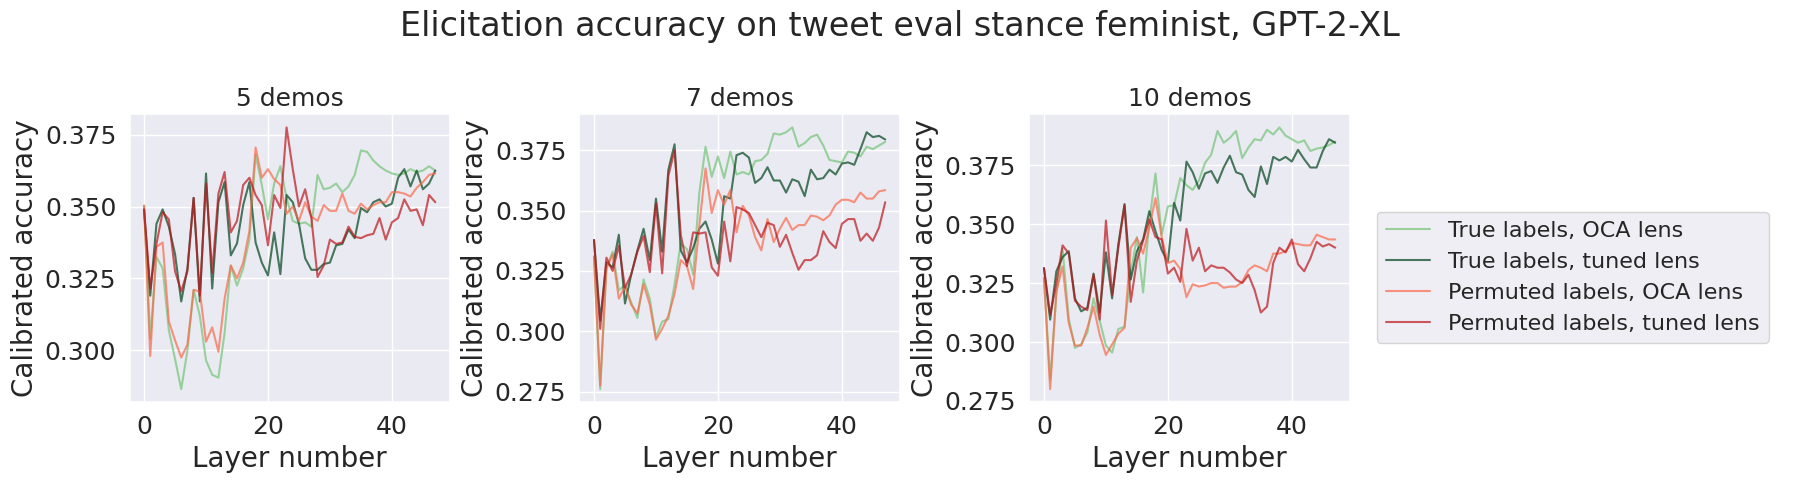 Elicitation accuracy on tweet eval stance feminist, GPT-2-XL
5 demos
Calibrated accuracy
0.375
0.350
0.325
0.300
0
20
40
Layer number
7 demos
Calibrated accuracy
0.375
0.350
0.325
0.300
0.275
0
20
40
Layer number
10 demos
Calibrated accuracy
0.375
0.350
0.325
0.300
0.275
0
20
40
Layer number
True labels, OCA lens
True labels, tuned lens
Permuted labels, OCA lens
Permuted labels, tuned lens